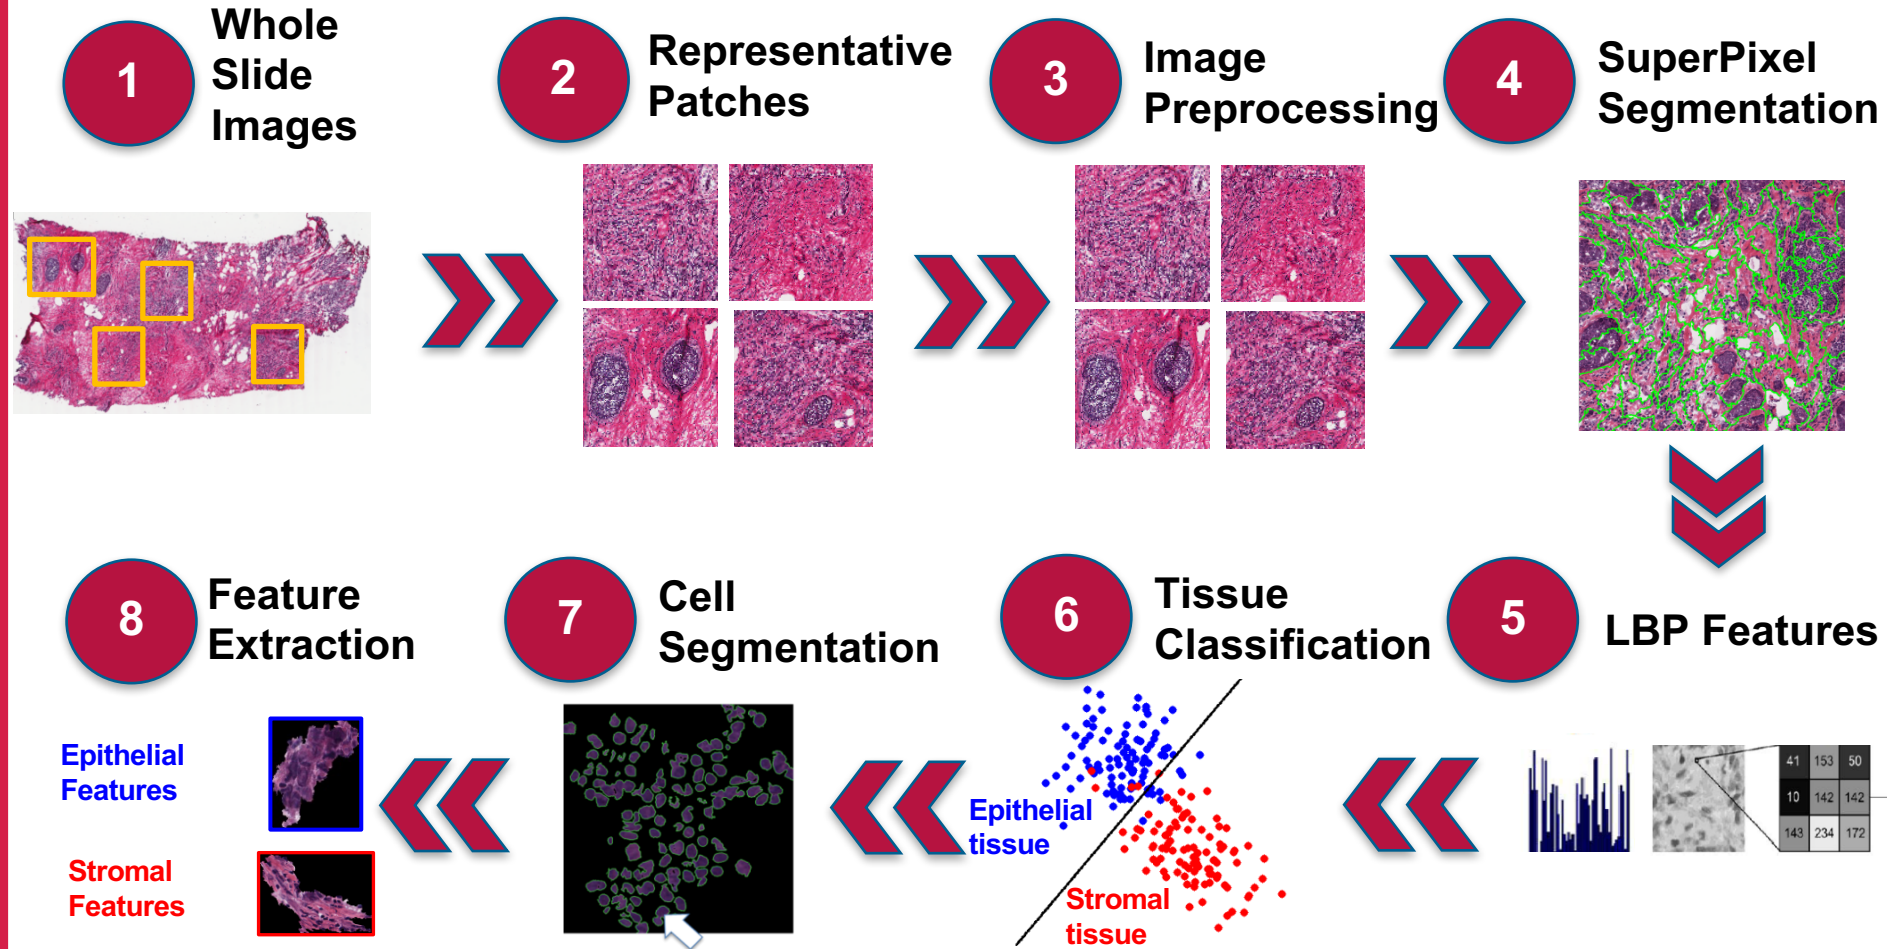 1
Whole
Slide
Images
2
Representative
Patches
3
Image
Preprocessing
4
SuperPixel
Segmentation
5
LBP Features
41 153 50
10 142 142
143 234 172
6
Tissue
Classification
Epithelial
tissue
Stromal
tissue
7
Cell
Segmentation
8
Feature
Extraction
Epithelial
Features
Stromal
Features